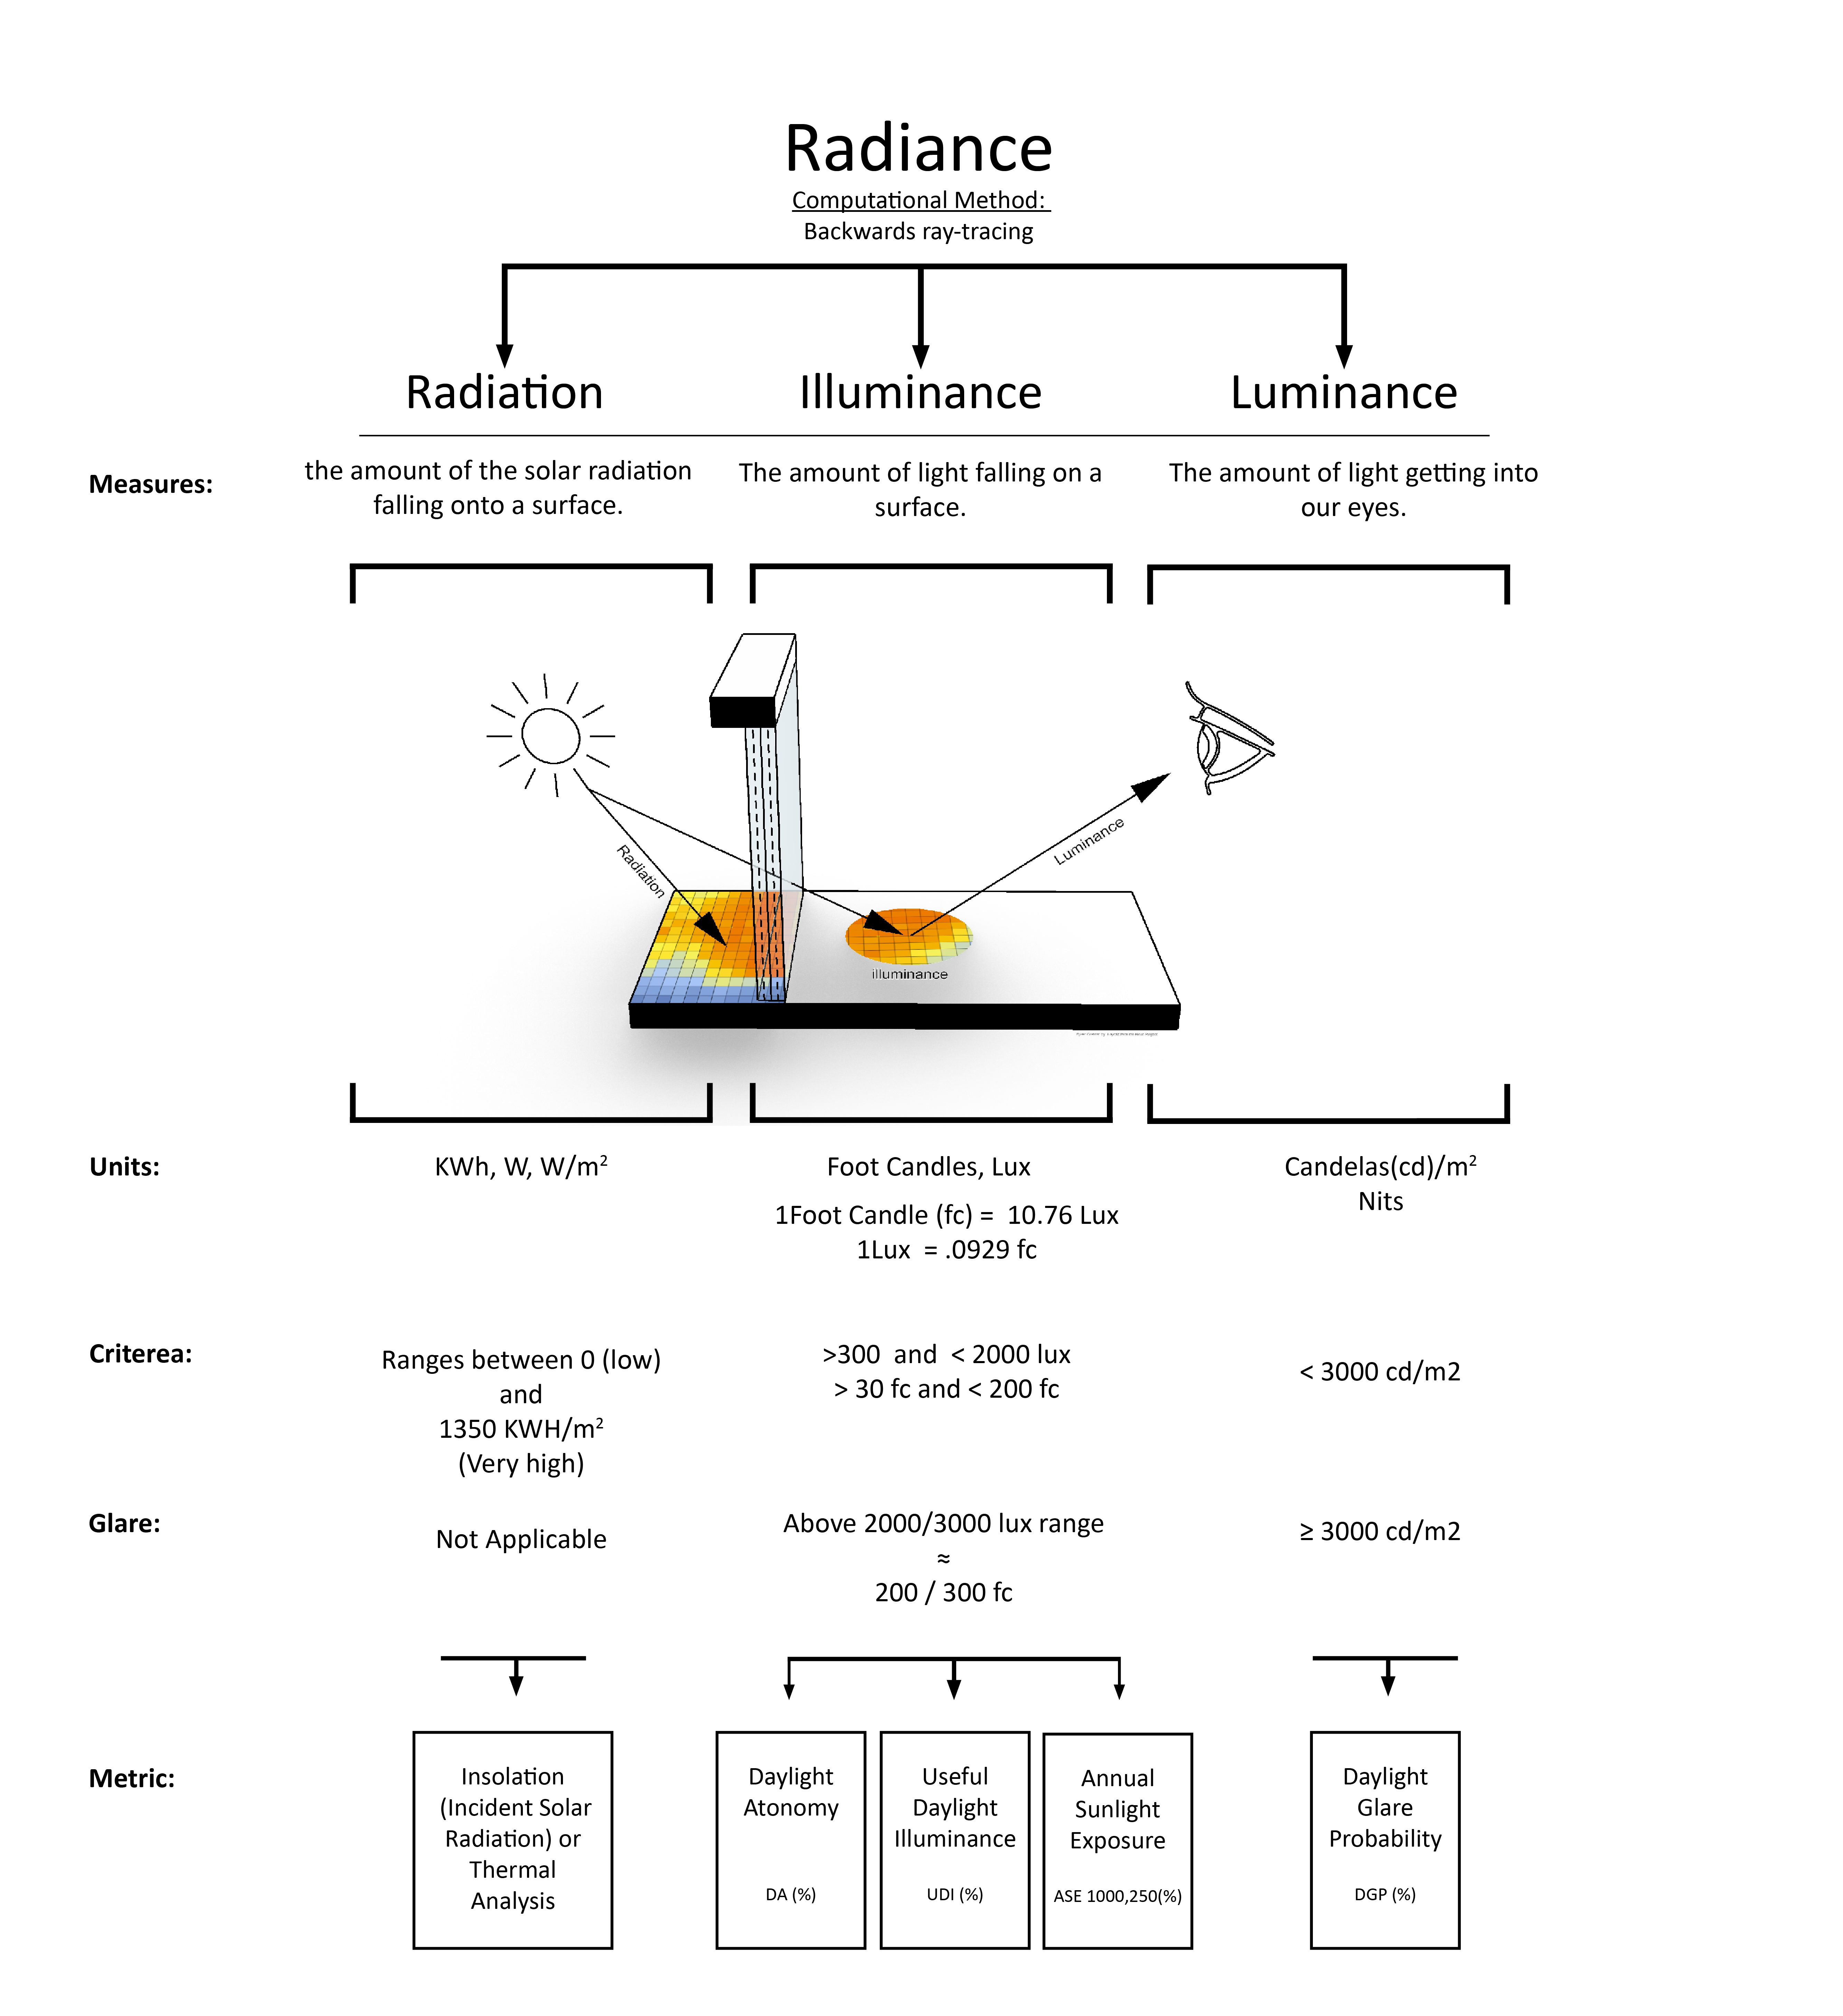 Radiance
Computational Method:
Backwards ray-tracing
Radiation
Illuminance
Luminance
Measures:
the amount of the solar radiation
falling onto a surface.
The amount of light falling on a
surface.
The amount of light getting into
our eyes.
Radiation
Luminance
illuminance
Units:
KWh, W, W/m²
Foot Candles, Lux
1Foot Candle (fc) = 10.76 Lux
1Lux = .0929 fc
Candelas(cd)/m²
Nits
Criterea:
Ranges between 0 (low)
and
1350 KWH/m²
(Very high)
>300 and < 2000 lux
> 30 fc and < 200 fc
< 3000 cd/m2
Glare:
Not Applicable
Above 2000/3000 lux range
≈
200 / 300 fc
≥ 3000 cd/m2
Metric:
Insolation
(Incident Solar
Radiation) or
Thermal
Analysis
Daylight
Atonomy
DA (%)
Useful
Daylight
Illuminance
UDI (%)
Annual
Sunlight
Exposure
ASE 1000,250(%)
Daylight
Glare
Probability
DGP (%)